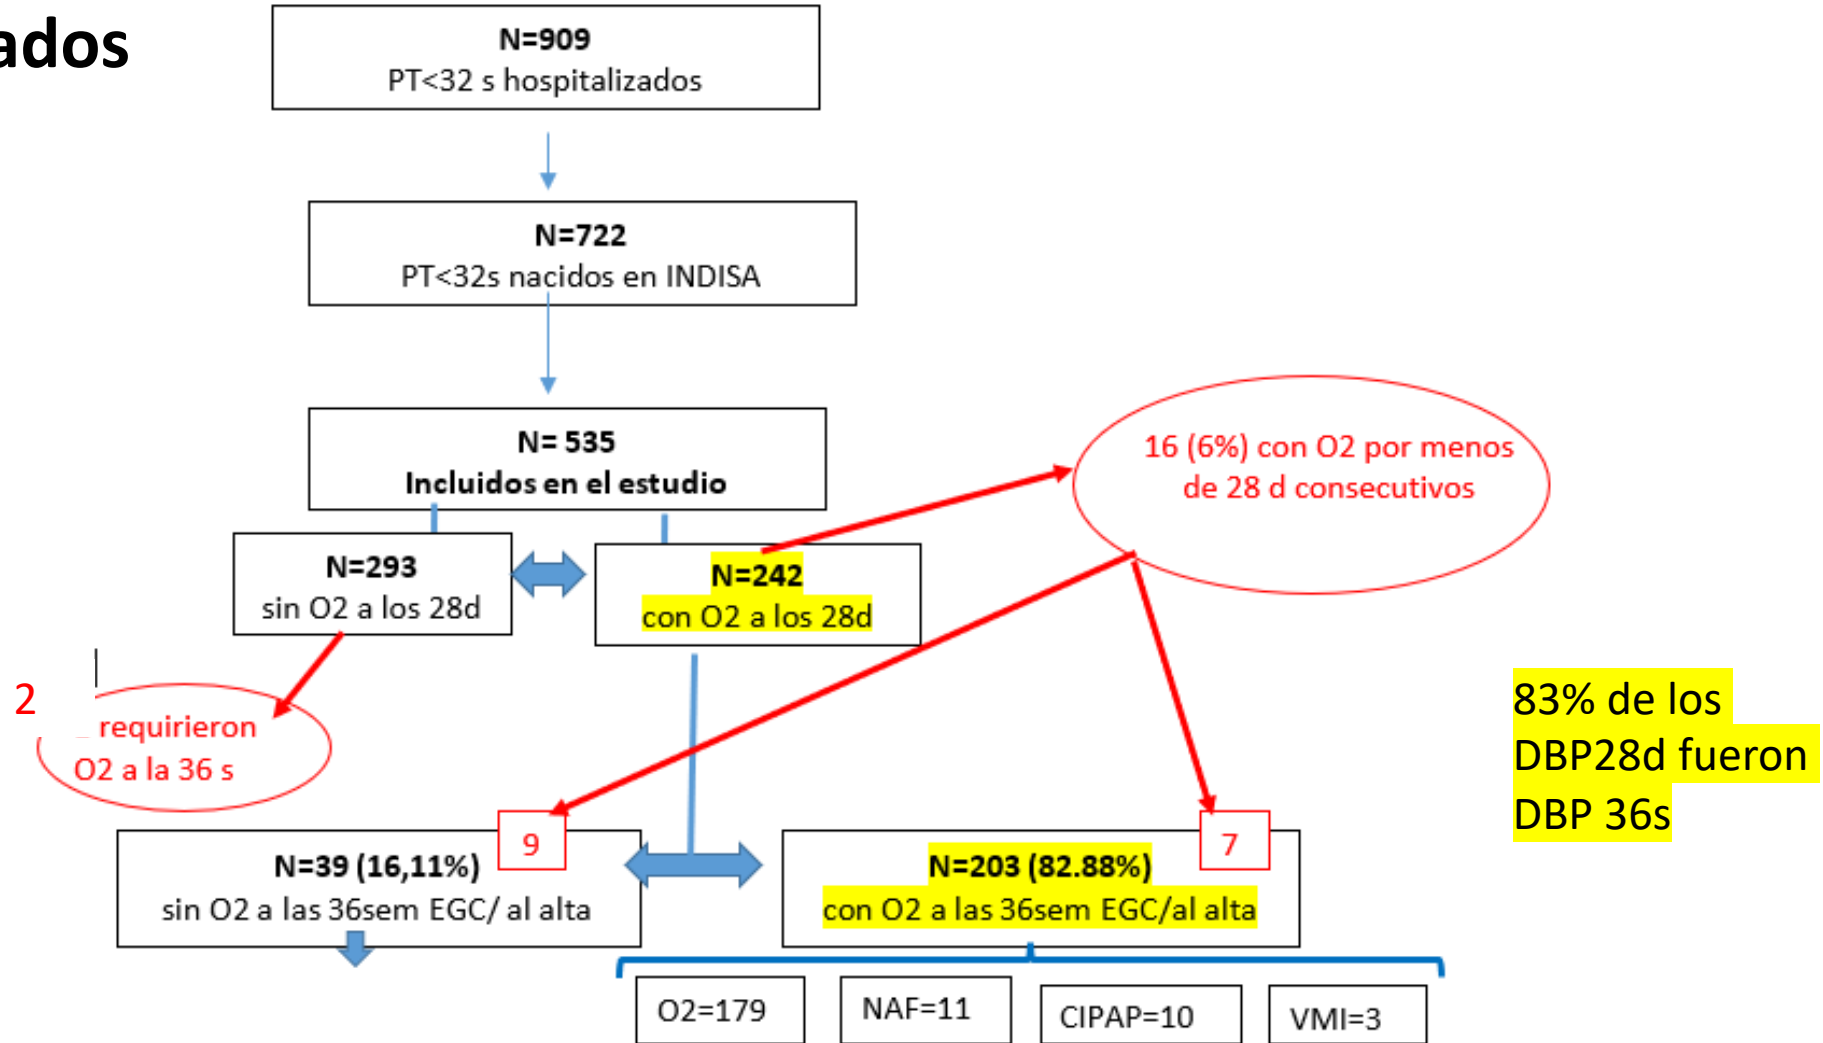 ados
N=909
PT<32 s hospitalizados
N=722
PT<32s nacidos en INDISA
N= 535
Incluidos en el estudio
16 (6%) con O2 por menos
de 28 d consecutivos
N=293
sin O2 a los 28d
N=242
con O2 a los 28d
2
requirieron
O2 a la 36 s
83% de los
DBP28d fueron
DBP 36s
9
N=39 (16,11%)
sin O2 a las 36sem EGC/ al alta
7
N=203 (82.88%)
con O2 a las 36sem EGC/al alta
O2=179
NAF=11
CIPAP=10
VMI=3